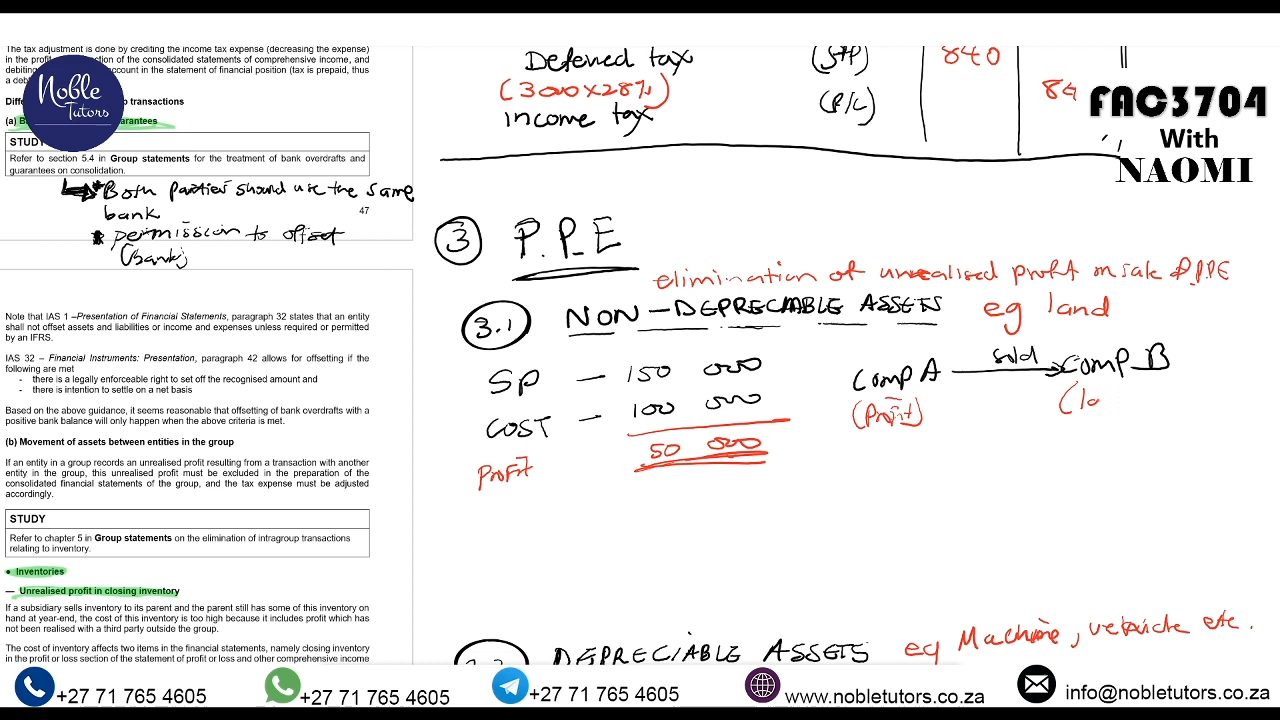 The tax adjustment is done by crediting the income tax expense (decreasing the expense)
in the profit
ction of the consolidated statements of comprehensive income, and
debiting
ccount in the statement of financial position (tax is prepaid, thus
a deb
Noble
Tutors
Diffe
o transactions
(a) B
arantees
STUD
Refer to section 5.4 in Group statements for the treatment of bank overdrafts and
guarantees on consolidation.
Both parties should use the same
bank
47
permission to offset
(bank)
Note that IAS 1 –Presentation of Financial Statements, paragraph 32 states that an entity
shall not offset assets and liabilities or income and expenses unless required or permitted
by an IFRS.
IAS 32 – Financial Instruments: Presentation, paragraph 42 allows for offsetting if the
following are met
- there is a legally enforceable right to set off the recognised amount and
- there is intention to settle on a net basis
Based on the above guidance, it seems reasonable that offsetting of bank overdrafts with a
positive bank balance will only happen when the above criteria is met.
(b) Movement of assets between entities in the group
If an entity in a group records an unrealised profit resulting from a transaction with another
entity in the group, this unrealised profit must be excluded in the preparation of the
consolidated financial statements of the group, and the tax expense must be adjusted
accordingly.
STUDY
Refer to chapter 5 in Group statements on the elimination of intragroup transactions
relating to inventory.
• Inventories
— Unrealised profit in closing inventory
If a subsidiary sells inventory to its parent and the parent still has some of this inventory on
hand at year-end, the cost of this inventory is too high because it includes profit which has
not been realised with a third party outside the group.
The cost of inventory affects two items in the financial statements, namely closing inventory
in the profit or loss section of the statement of profit or loss and other comprehensive income
Deferred tax (SFP) 840
(3000x28%)
income tax (P/L) 84
FAC3704
With
NAOMI
3 P.P.E
elimination of unrealised profit on sale of P.P.E
3.1 NON-DEPRECIABLE ASSETS eg land
SP — 150 000
COST — 100 000
50 000
Profit
Comp A sold Comp B
(Profit) (la
DEPRECIABLE ASSETS eg Machine, vehicle etc.
+27 71 765 4605 +27 71 765 4605 +27 71 765 4605 www.nobletutors.co.za info@nobletutors.co.za